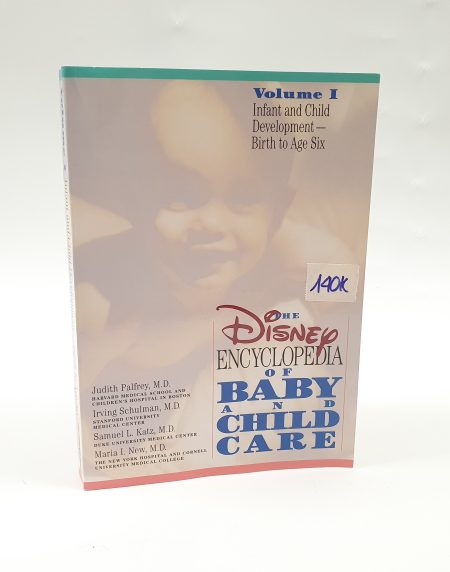 Volume I
Infant and Child
Development—
Birth to Age Six
140K
THE
Disney
ENCYCLOPEDIA
OF
BABY
AND
CHILD
CARE
Judith Palfrey, M.D.
HARVARD MEDICAL SCHOOL AND
CHILDREN'S HOSPITAL IN BOSTON
Irving Schulman, M.D.
STANFORD UNIVERSITY
MEDICAL CENTER
Samuel L. Katz, M.D.
DUKE UNIVERSITY MEDICAL CENTER
Maria I. New, M.D.
THE NEW YORK HOSPITAL AND CORNELL
UNIVERSITY MEDICAL COLLEGE